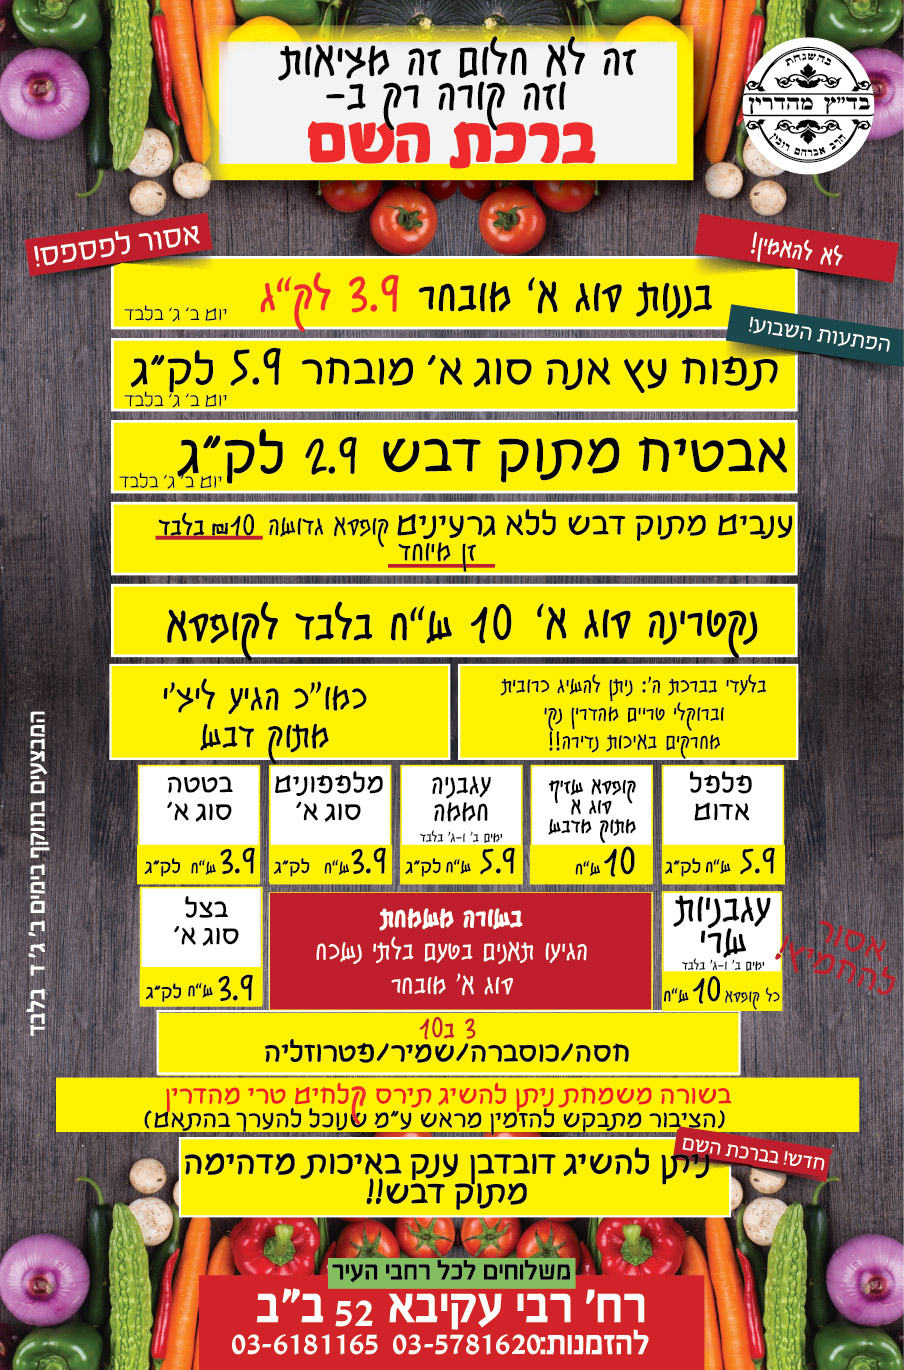 זה לא חלום זה מציאות
וזה קורה רק ב-
ברכת השם
בהשגחת
בד"ץ מהדרין
הרב אברהם רובין
אסור לפספס!
לא להאמין!
בננות סוג א' מובחר 3.9 לק"ג
יום ב' ג' בלבד
הפתעות השבוע!
תפוח עץ אנה סוג א' מובחר 5.9 לק"ג
יום ב' ג' בלבד
אבטיח מתוק דבש 2.9 לק"ג
יום ב' ג' בלבד
ענבים מתוק דבש ללא גרעינים קופסא גדושה 10₪ בלבד
זן מיוחד
נקטרינה סוג א' 10 ש"ח בלבד לקופסא
בלעדי בברכת ה': ניתן להשיג כרובית
וברוקלי טריים מהדרין נקי
מחרקים באיכות נדירה!!
כמו"כ הגיע ליצ'י
מתוק דבש
פלפל
אדום
5.9 ש"ח לק"ג
קופסא שזיף
סוג א
מתוק מדבש
10 ש"ח
עגבניה
חממה
ימים ב' ו-ג' בלבד
5.9 ש"ח לק"ג
מלפפונים
סוג א'
3.9 ש"ח לק"ג
בטטה
סוג א'
3.9 ש"ח לק"ג
עגבניות
שרי
ימים ב' ו-ג' בלבד
כל קופסא 10 ש"ח
בשורה משמחת
הגיעו תאנים בטעם בלתי נשכח
סוג א' מובחר
בצל
סוג א'
3.9 ש"ח לק"ג
אסור
להחמיץ!
המבצעים בתוקף בימים ב' ג' ד בלבד
3 ב10
חסה/כוסברה/שמיר/פטרוזליה
בשורה משמחת ניתן להשיג תירס קלחים טרי מהדרין
(הציבור מתבקש להזמין מראש ע"מ שנוכל להערך בהתאם)
חדש! בברכת השם
ניתן להשיג דובדבן ענק באיכות מדהימה
מתוק דבש!!
משלוחים לכל רחבי העיר
רח' רבי עקיבא 52 ב"ב
להזמנות: 03-5781620 03-6181165